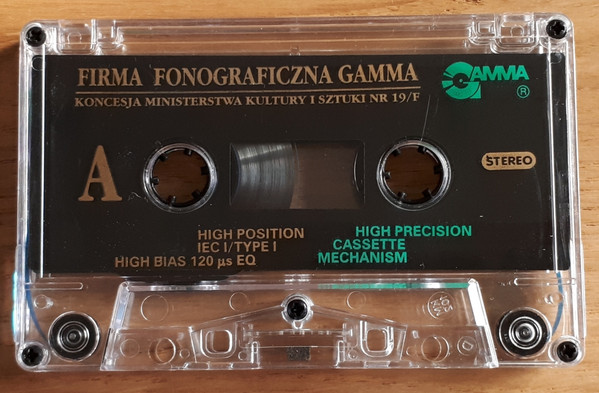 FIRMA FONOGRAFICZNA GAMMA
KONCESJA MINISTERSTWA KULTURY I SZTUKI NR 19/F
GAMMA
®
A
STEREO
HIGH POSITION
IEC I/TYPE I
HIGH BIAS 120 µs EQ
HIGH PRECISION
CASSETTE
MECHANISM